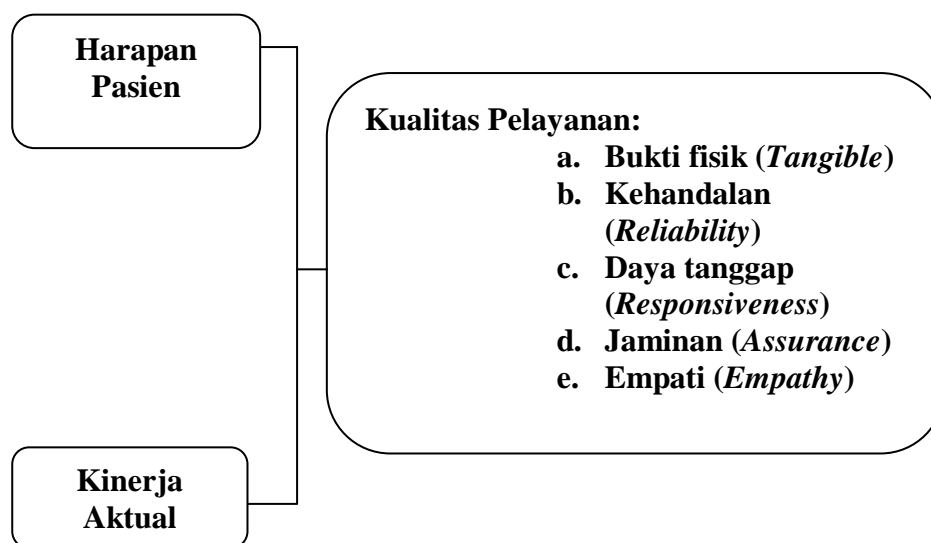 Harapan
Pasien
Kualitas Pelayanan:
a. Bukti fisik (Tangible)
b. Kehandalan
(Reliability)
c. Daya tanggap
(Responsiveness)
d. Jaminan (Assurance)
e. Empati (Empathy)
Kinerja
Aktual